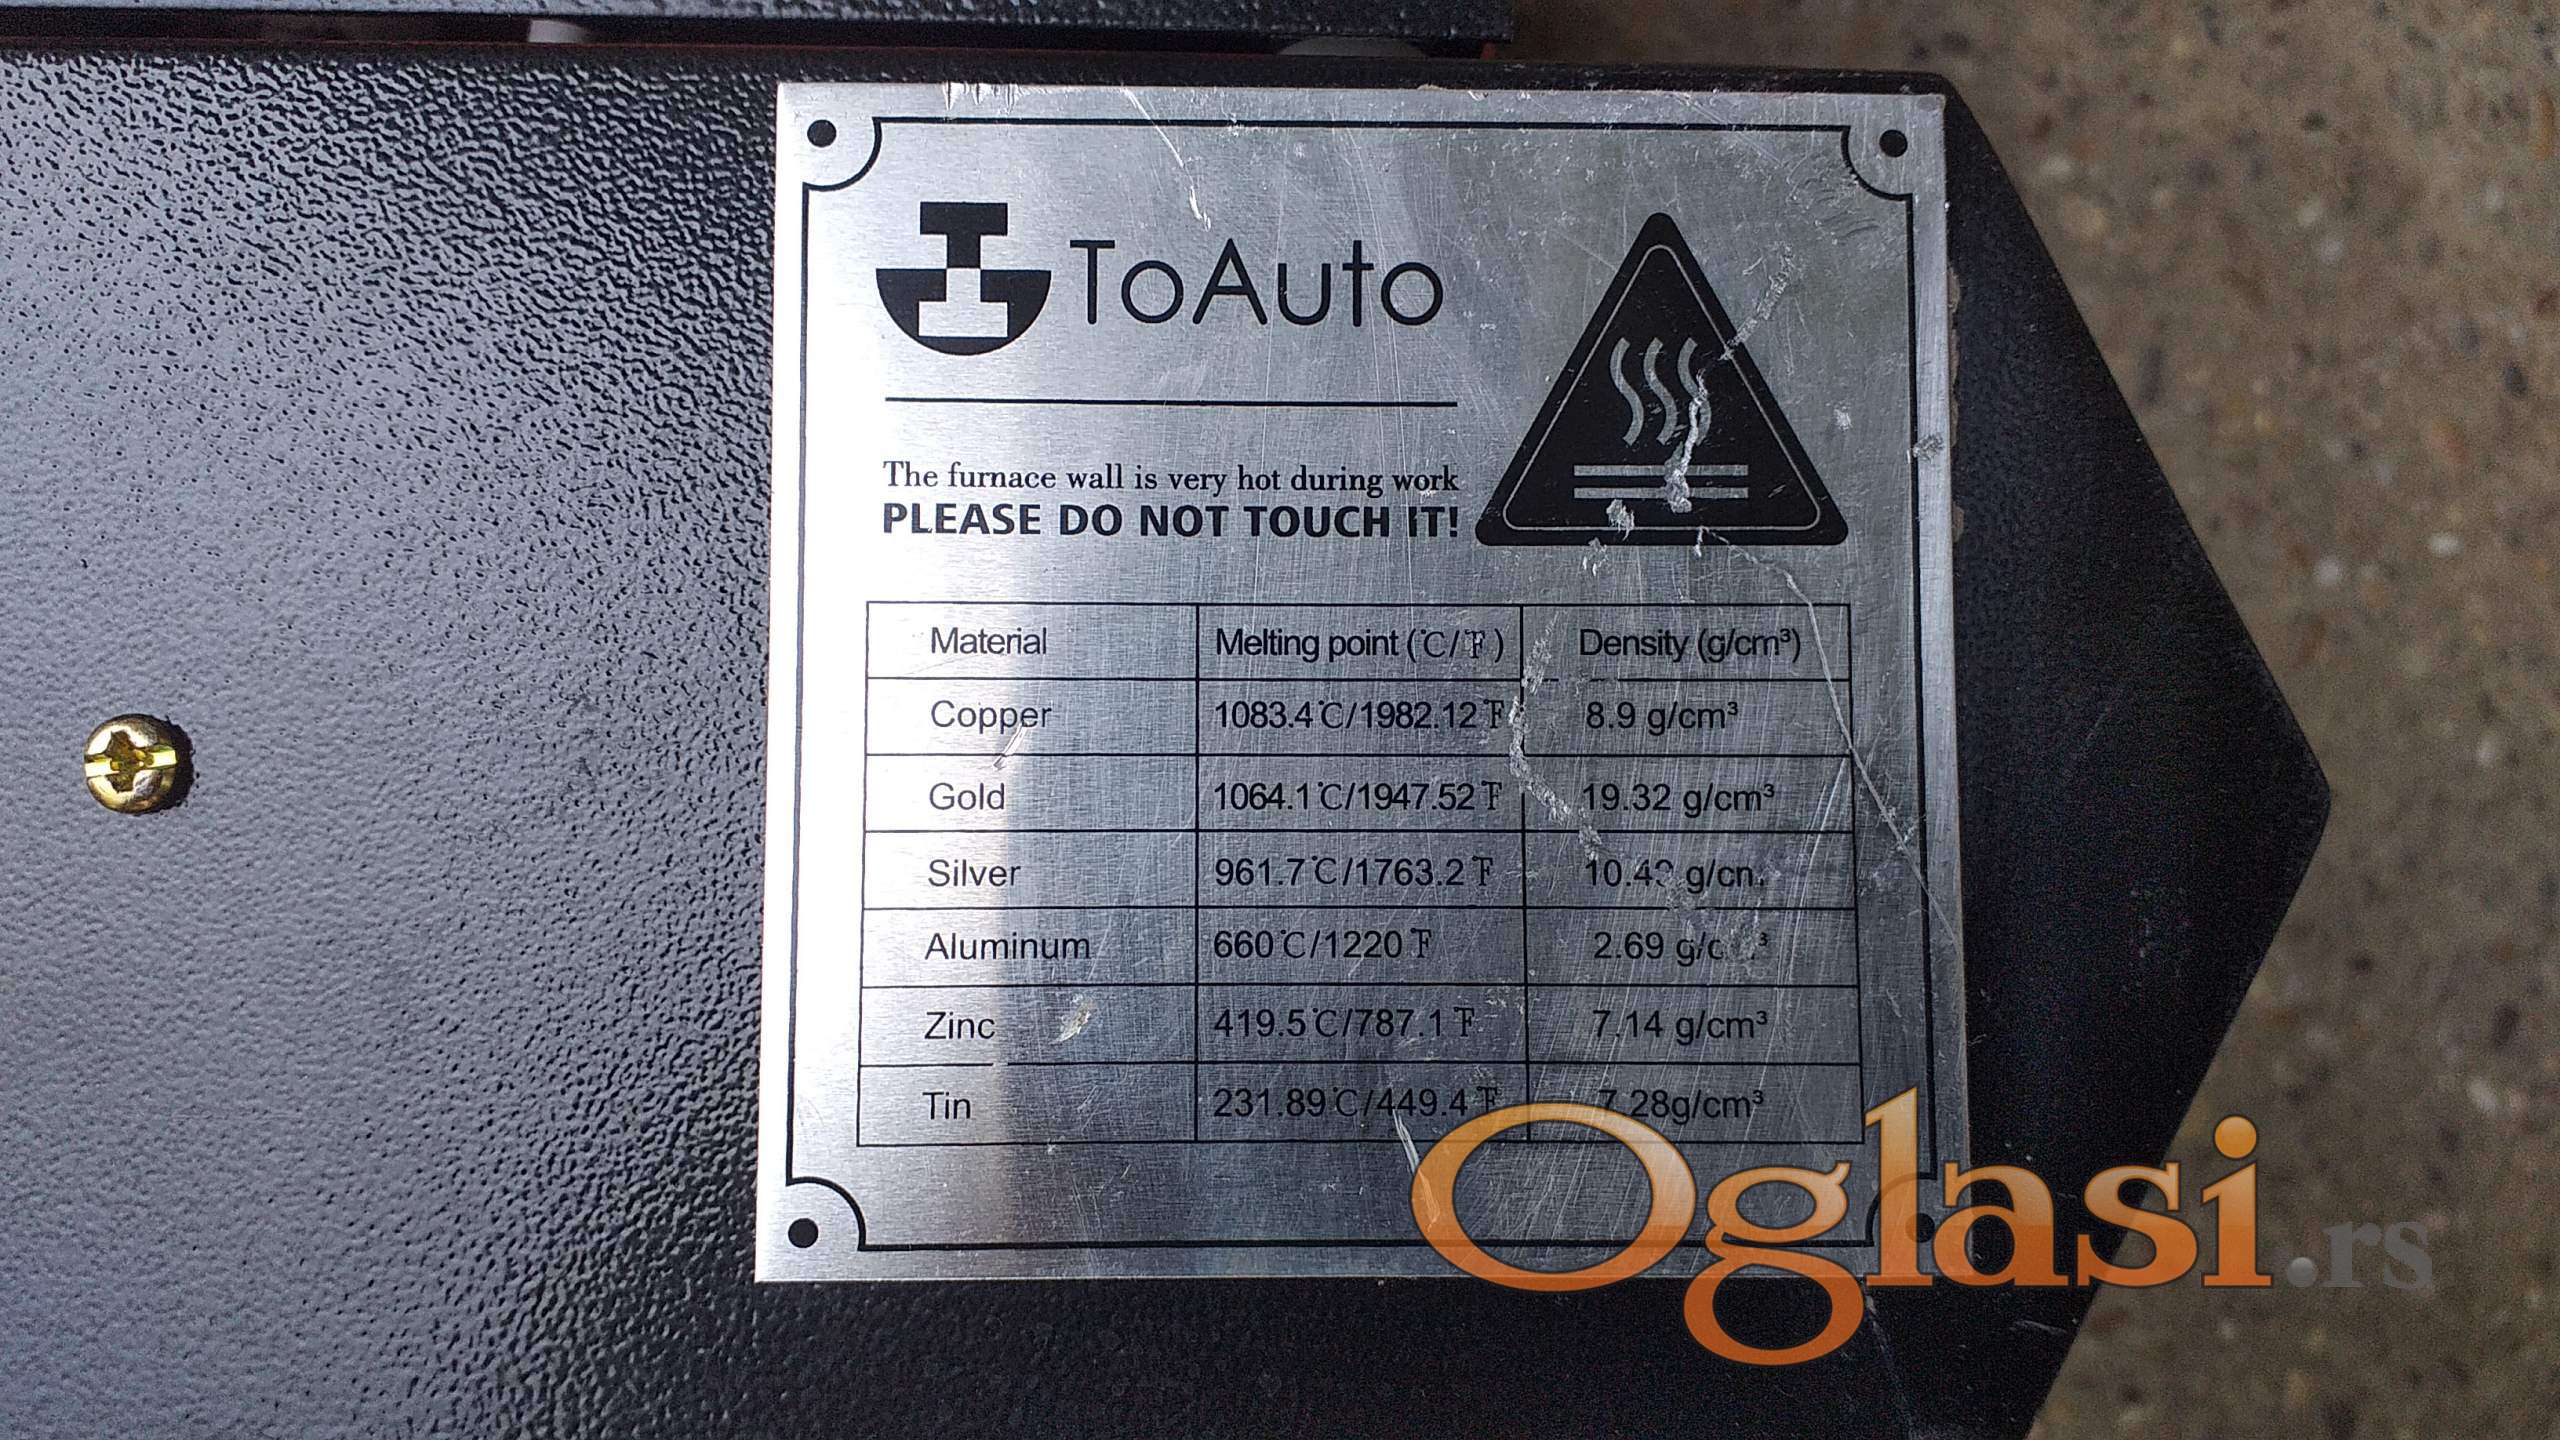 ToAuto
The furnace wall is very hot during work
PLEASE DO NOT TOUCH IT!
Material Melting point (℃/℉) Density (g/cm³)
Copper 1083.4℃/1982.12℉ 8.9 g/cm³
Gold 1064.1℃/1947.52℉ 19.32 g/cm³
Silver 961.7℃/1763.2℉
Aluminum 660℃/1220℉ 2.69
Zinc 419.5℃/787.1℉ 7.14 g/cm³
Tin 231.89℃/449.4℉ 7.28g/cm³
Oglasi.rs